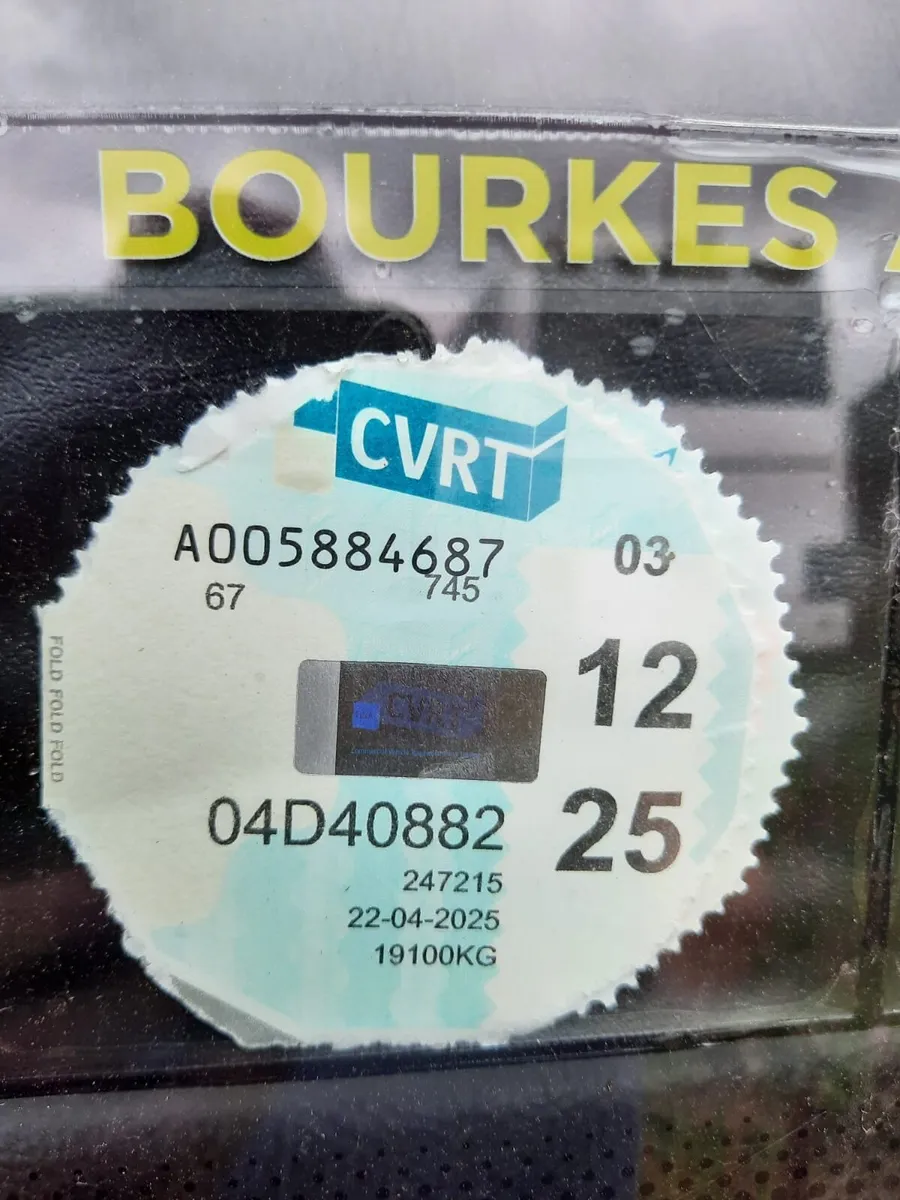 BOURKES
CVRT
A005884687
03
67
745
12
04D40882
25
247215
22-04-2025
19100KG
FOLD FOLD FOLD